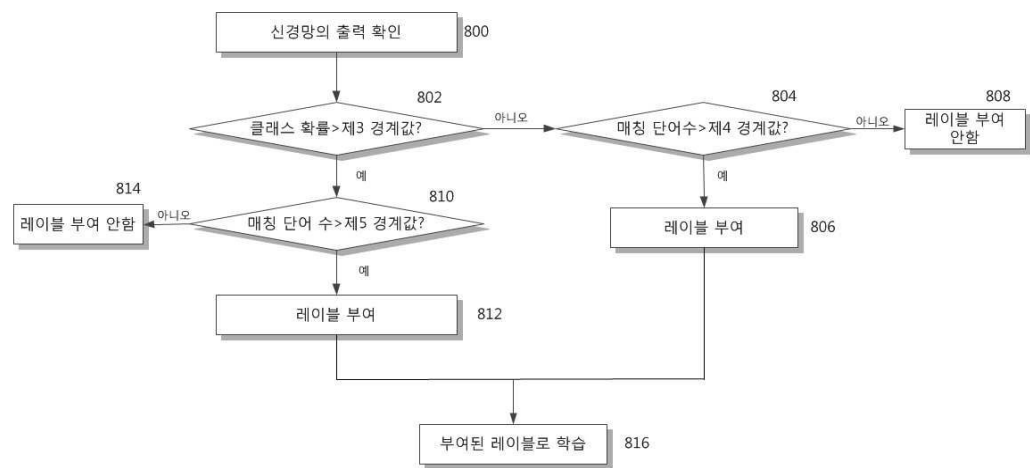 신경망의 출력 확인
800
802
클래스 확률>제3 경계값?
아니오
804
매칭 단어수>제4 경계값?
아니오
808
레이블 부여
안함
예
예
814
레이블 부여 안함
아니오
810
매칭 단어 수>제5 경계값?
레이블 부여
806
예
레이블 부여
812
부여된 레이블로 학습
816